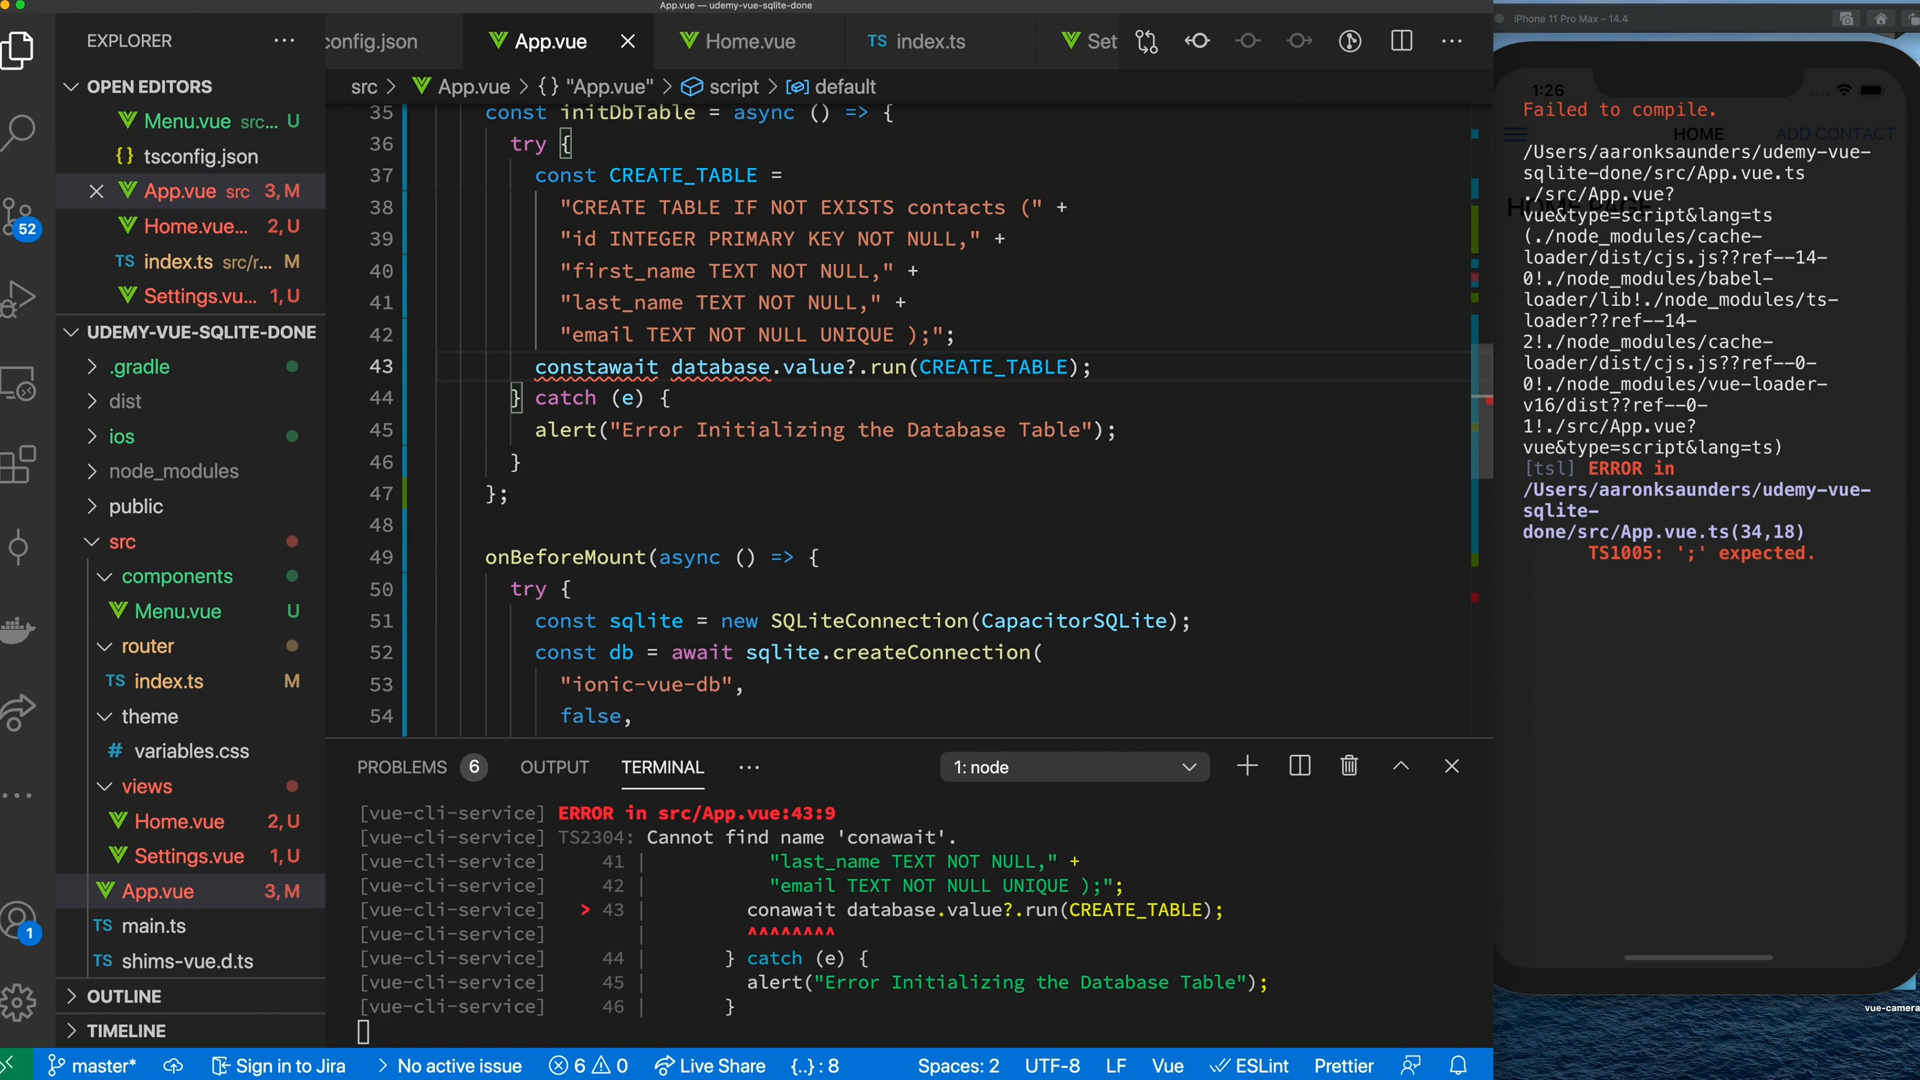 App.vue — udemy-vue-sqlite-done
EXPLORER
OPEN EDITORS
Menu.vue src... U
{} tsconfig.json
App.vue src 3, M
Home.vue... 2, U
TS index.ts src/r... M
Settings.vu... 1, U
UDEMY-VUE-SQLITE-DONE
.gradle
dist
ios
node_modules
public
src
components
Menu.vue U
router
TS index.ts M
theme
# variables.css
views
Home.vue 2, U
Settings.vue 1, U
App.vue 3, M
TS main.ts
TS shims-vue.d.ts
OUTLINE
TIMELINE
52
1
config.json
App.vue
Home.vue
TS index.ts
Set
src > App.vue > {} "App.vue" > script > default
35 const initDbTable = async () => {
36 try {
37 const CREATE_TABLE =
38 "CREATE TABLE IF NOT EXISTS contacts (" +
39 "id INTEGER PRIMARY KEY NOT NULL," +
40 "first_name TEXT NOT NULL," +
41 "last_name TEXT NOT NULL," +
42 "email TEXT NOT NULL UNIQUE );";
43 constawait database.value?.run(CREATE_TABLE);
44 } catch (e) {
45 alert("Error Initializing the Database Table");
46 }
47 };
48
49 onBeforeMount(async () => {
50 try {
51 const sqlite = new SQLiteConnection(CapacitorSQLite);
52 const db = await sqlite.createConnection(
53 "ionic-vue-db",
54 false,
PROBLEMS 6 OUTPUT TERMINAL ... 1: node
[vue-cli-service] ERROR in src/App.vue:43:9
[vue-cli-service] TS2304: Cannot find name 'conawait'.
[vue-cli-service] 41 | "last_name TEXT NOT NULL," +
[vue-cli-service] 42 | "email TEXT NOT NULL UNIQUE );";
[vue-cli-service] > 43 | conawait database.value?.run(CREATE_TABLE);
[vue-cli-service] | ^^^^^^^^
[vue-cli-service] 44 | } catch (e) {
[vue-cli-service] 45 | alert("Error Initializing the Database Table");
[vue-cli-service] 46 | }
master* Sign in to Jira > No active issue 6 0 Live Share {..} : 8 Spaces: 2 UTF-8 LF Vue ESLint Prettier
iPhone 11 Pro Max – 14.4
1:26
Failed to compile.
HOME ADD CONTACT
HOME PAGE
/Users/aaronksaunders/udemy-vue-
sqlite-done/src/App.vue.ts
./src/App.vue?
vue&type=script&lang=ts
(./node_modules/cache-
loader/dist/cjs.js??ref--14-
0!./node_modules/babel-
loader/lib!./node_modules/ts-
loader??ref--14-
2!./node_modules/cache-
loader/dist/cjs.js??ref--0-
0!./node_modules/vue-loader-
v16/dist??ref--0-
1!./src/App.vue?
vue&type=script&lang=ts)
[tsl] ERROR in
/Users/aaronksaunders/udemy-vue-
sqlite-
done/src/App.vue.ts(34,18)
TS1005: ';' expected.
vue-camera